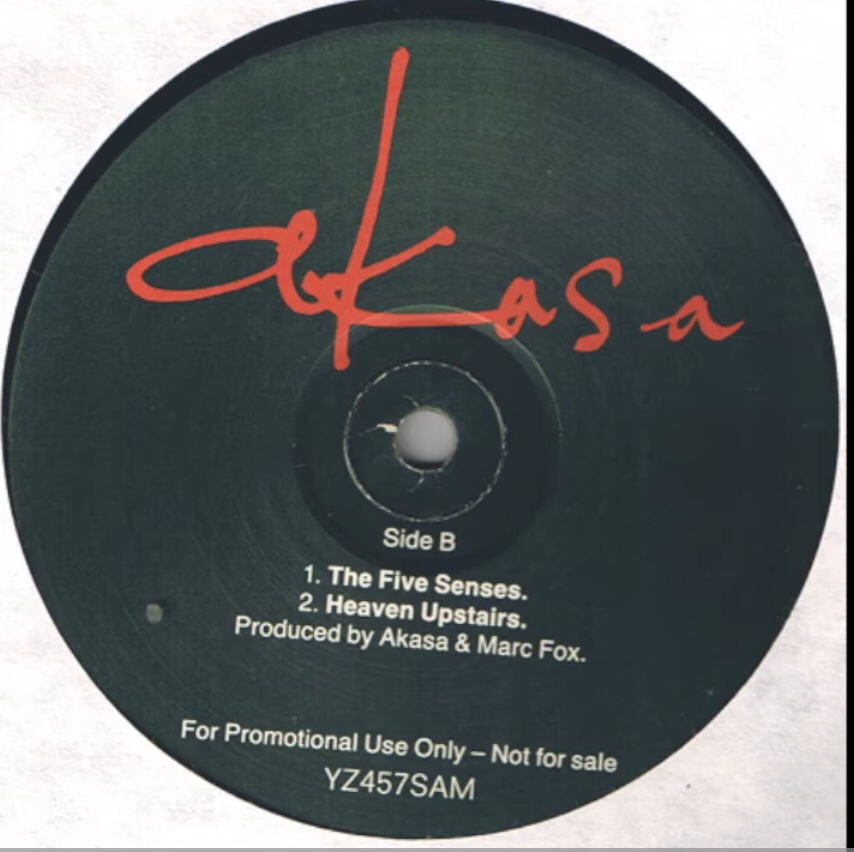 akasa
Side B
1. The Five Senses.
2. Heaven Upstairs.
Produced by Akasa & Marc Fox.
For Promotional Use Only – Not for sale
YZ457SAM